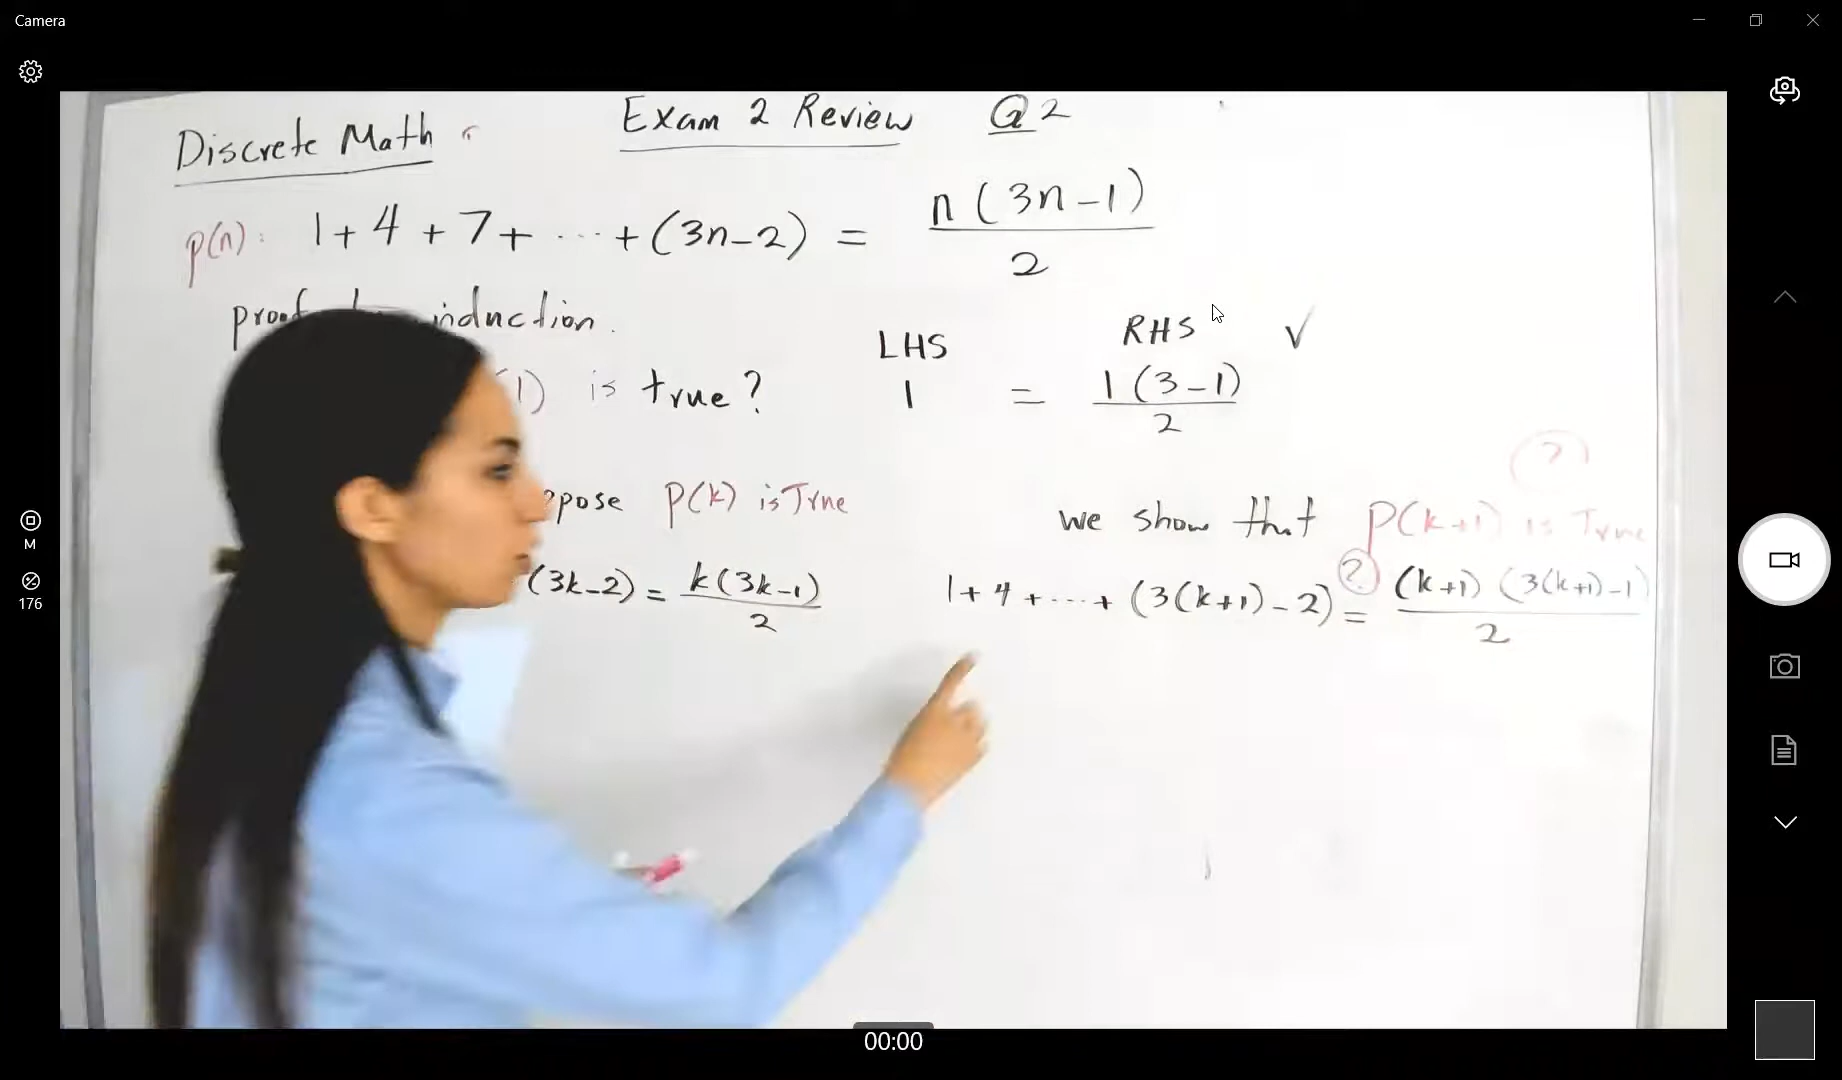 Camera
Discrete Math
Exam 2 Review Q2
p(n): 1 + 4 + 7 + ... + (3n-2) = n(3n-1) / 2
induction.
LHS RHS ✓
(1) is true? 1 = 1(3-1) / 2
?
P(k) is True
we show that P(k+1) is True
(3k-2) = k(3k-1) / 2
1 + 4 + .... + (3(k+1)-2) = ? (k+1)(3(k+1)-1) / 2
M
176
00:00